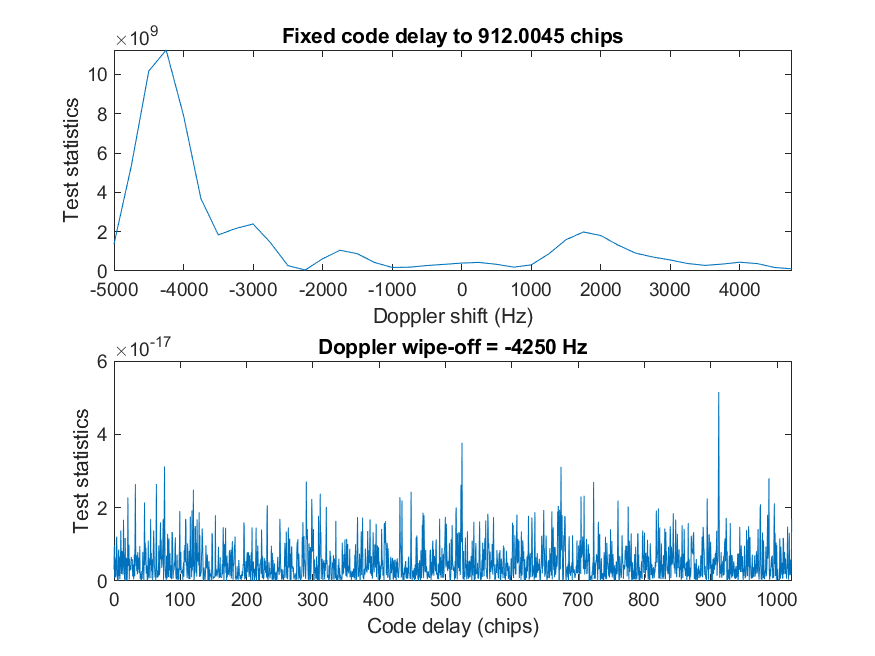 ×10⁹
Fixed code delay to 912.0045 chips
10
8
6
4
2
0
Test statistics
-5000 -4000 -3000 -2000 -1000 0 1000 2000 3000 4000
Doppler shift (Hz)
×10⁻¹⁷
Doppler wipe-off = -4250 Hz
6
4
2
0
Test statistics
0 100 200 300 400 500 600 700 800 900 1000
Code delay (chips)